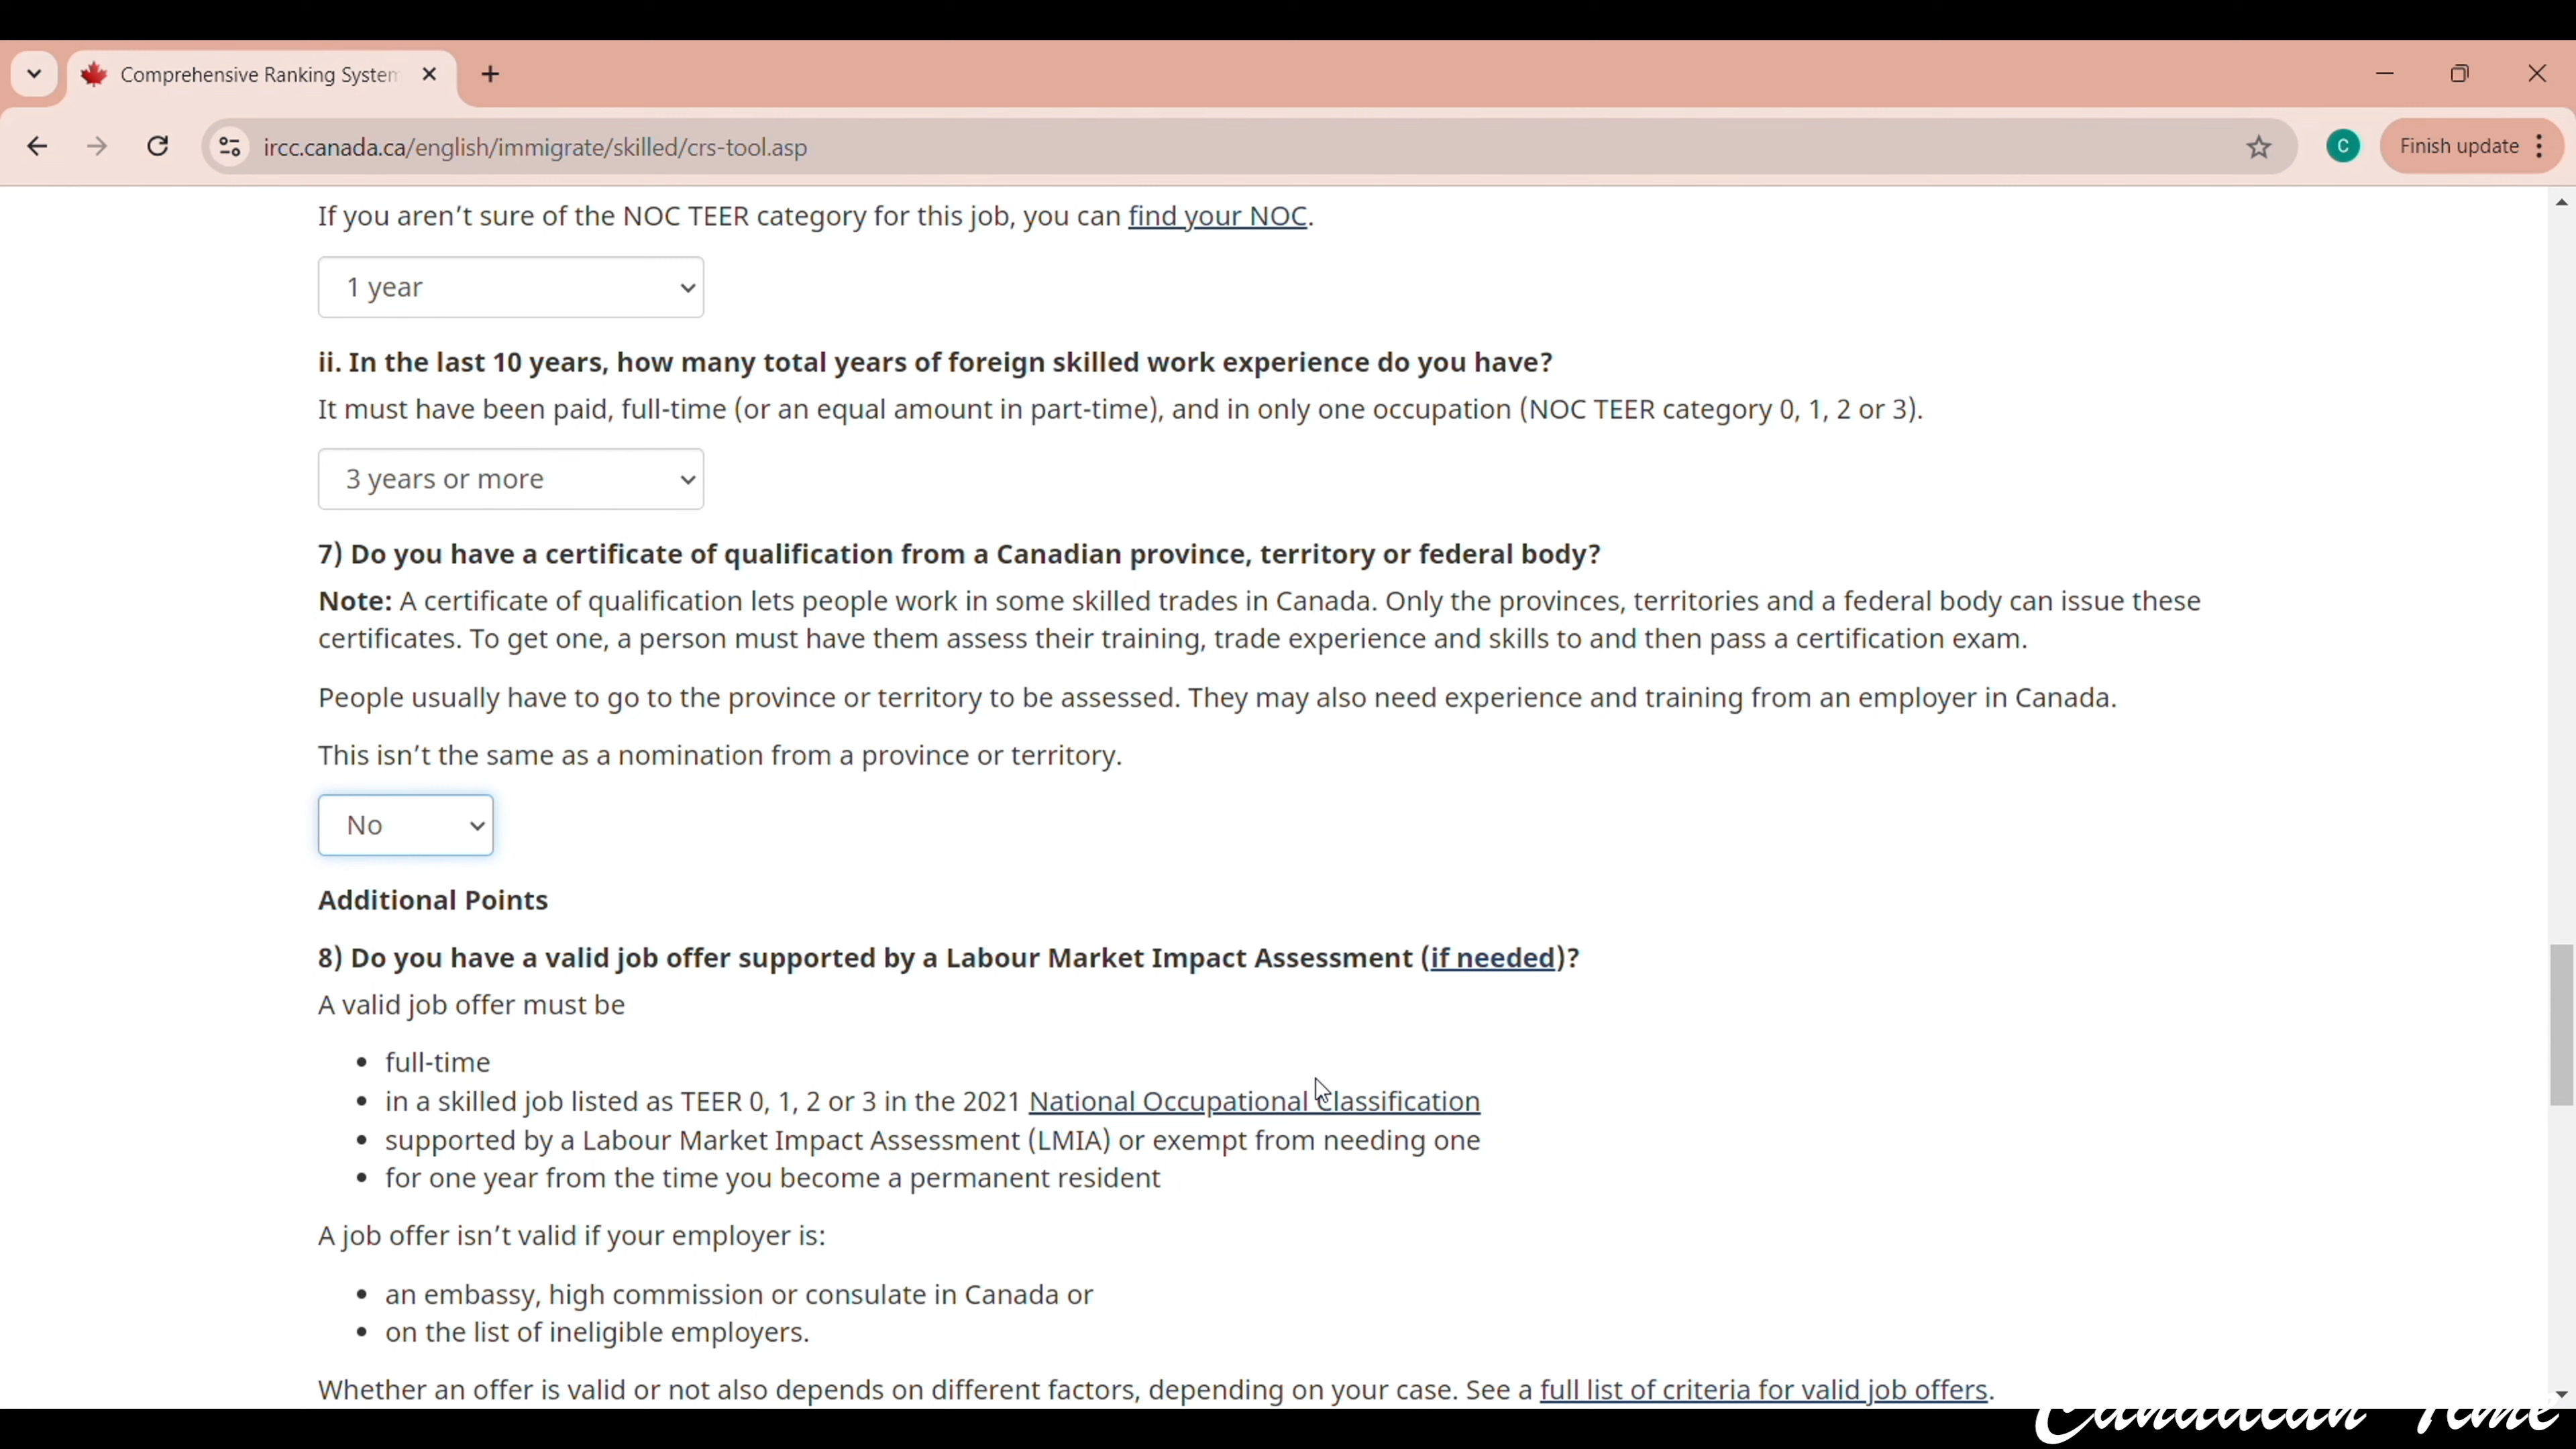 Comprehensive Ranking System
ircc.canada.ca/english/immigrate/skilled/crs-tool.asp
C
Finish update
If you aren't sure of the NOC TEER category for this job, you can find your NOC.
1 year
ii. In the last 10 years, how many total years of foreign skilled work experience do you have?
It must have been paid, full-time (or an equal amount in part-time), and in only one occupation (NOC TEER category 0, 1, 2 or 3).
3 years or more
7) Do you have a certificate of qualification from a Canadian province, territory or federal body?
Note: A certificate of qualification lets people work in some skilled trades in Canada. Only the provinces, territories and a federal body can issue these
certificates. To get one, a person must have them assess their training, trade experience and skills to and then pass a certification exam.
People usually have to go to the province or territory to be assessed. They may also need experience and training from an employer in Canada.
This isn't the same as a nomination from a province or territory.
No
Additional Points
8) Do you have a valid job offer supported by a Labour Market Impact Assessment (if needed)?
A valid job offer must be
• full-time
• in a skilled job listed as TEER 0, 1, 2 or 3 in the 2021 National Occupational Classification
• supported by a Labour Market Impact Assessment (LMIA) or exempt from needing one
• for one year from the time you become a permanent resident
A job offer isn't valid if your employer is:
• an embassy, high commission or consulate in Canada or
• on the list of ineligible employers.
Whether an offer is valid or not also depends on different factors, depending on your case. See a full list of criteria for valid job offers.
Canadacan Time